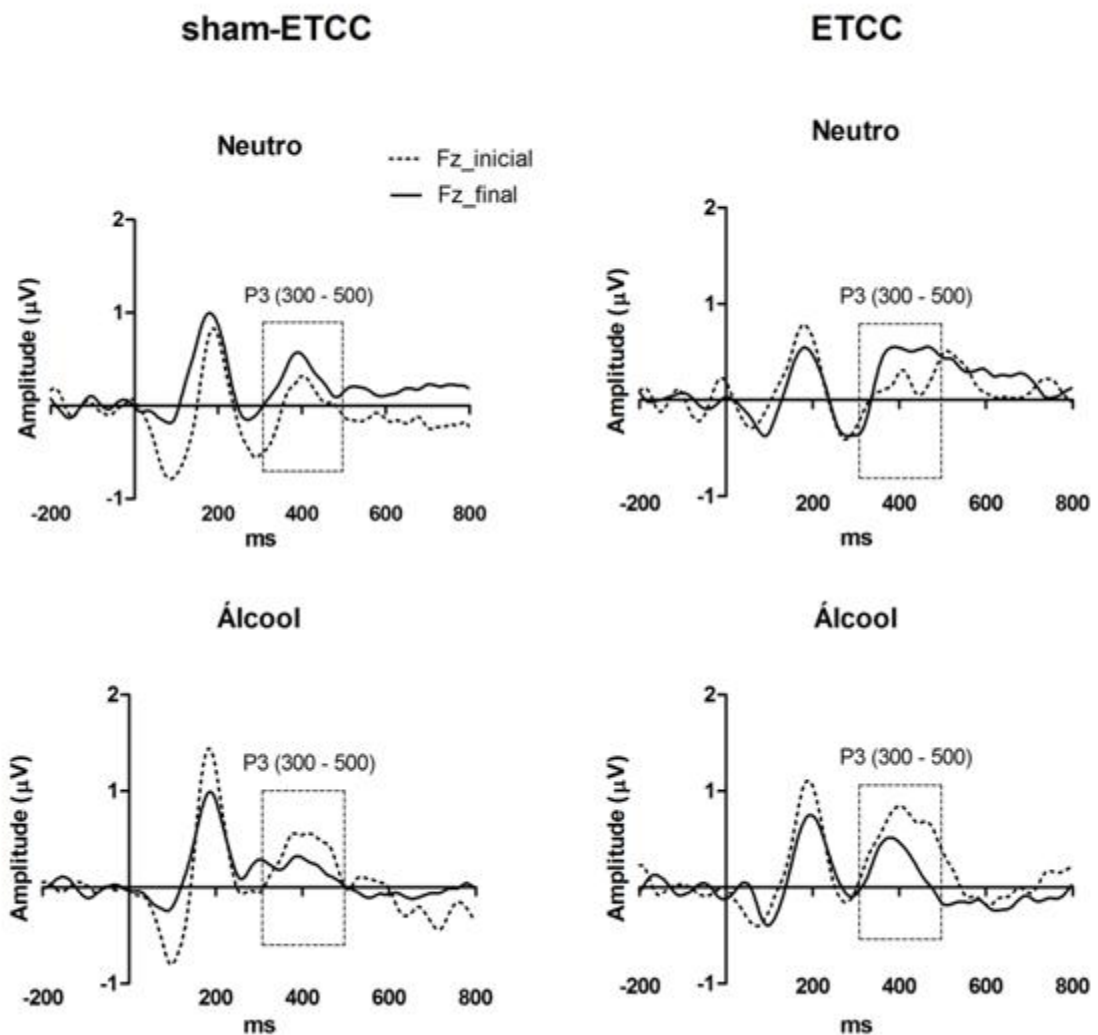 sham-ETCC
ETCC
Neutro
Neutro
Fz_inicial
Fz_final
Amplitude (µV)
2
1
-1
P3 (300 - 500)
-200
200
400
600
800
ms
Amplitude (µV)
2
1
-1
P3 (300 - 500)
-200
200
400
600
800
ms
Álcool
Álcool
Amplitude (µV)
2
1
-1
P3 (300 - 500)
-200
200
400
600
800
ms
Amplitude (µV)
2
1
-1
P3 (300 - 500)
-200
200
400
600
800
ms